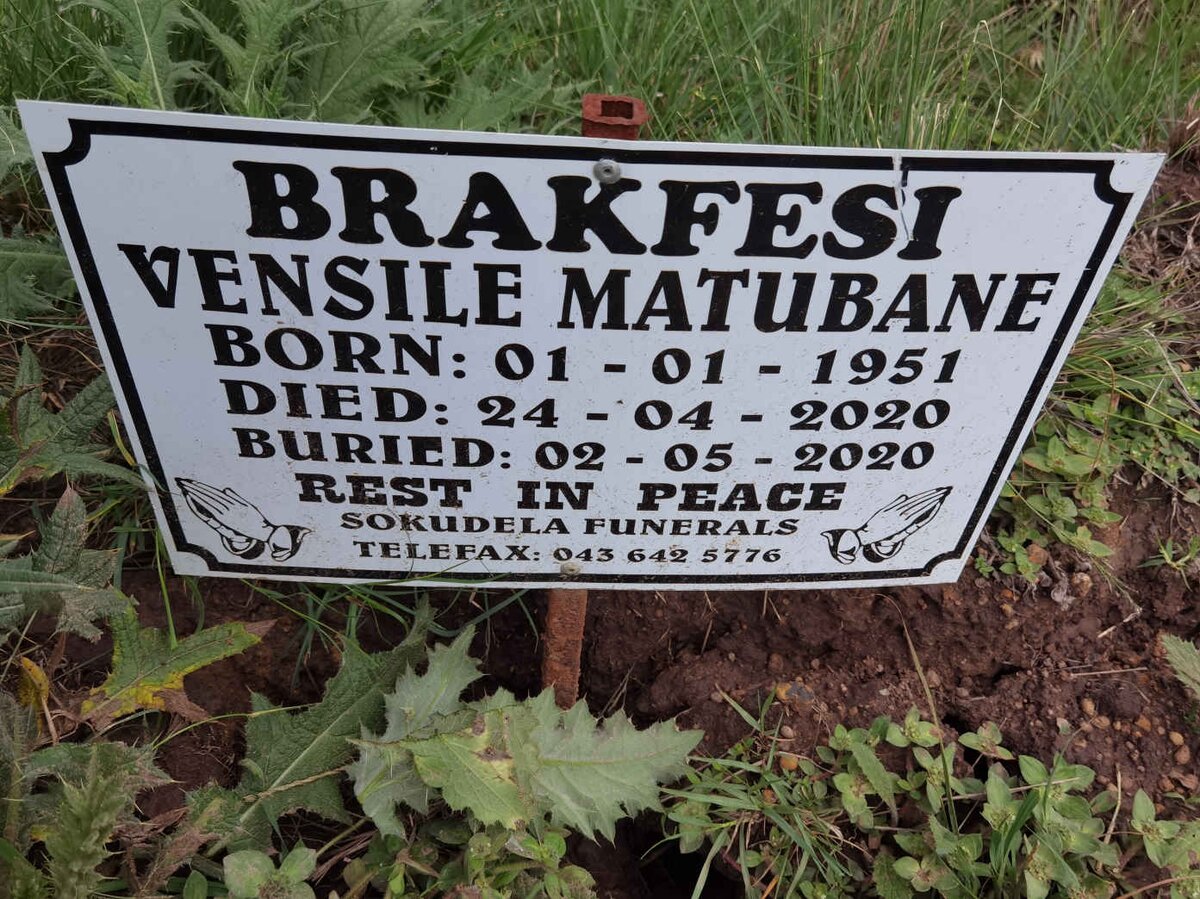 BRAKFESI
VENSILE MATUBANE
BORN: 01 - 01 - 1951
DIED: 24 - 04 - 2020
BURIED: 02 - 05 - 2020
REST IN PEACE
SOKUDELA FUNERALS
TELEFAX: 043 642 5776